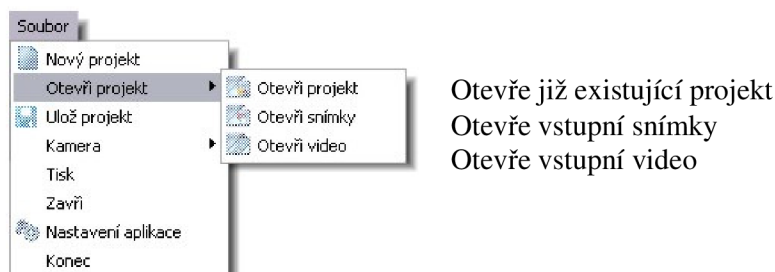 Soubor
Nový projekt
Otevři projekt
Ulož projekt
Kamera
Tisk
Zavři
Nastavení aplikace
Konec
Otevři projekt
Otevři snímky
Otevři video
Otevře již existující projekt
Otevře vstupní snímky
Otevře vstupní video